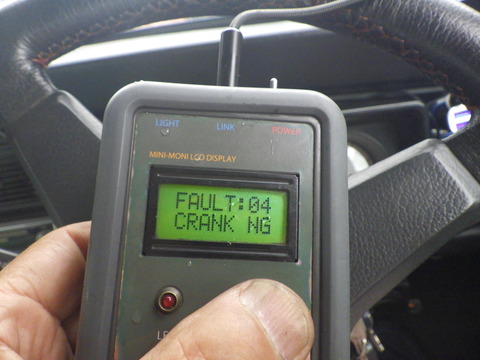 LIGHT LINK POWER
MINI-MONI LCD DISPLAY
FAULT:04
CRANK NG